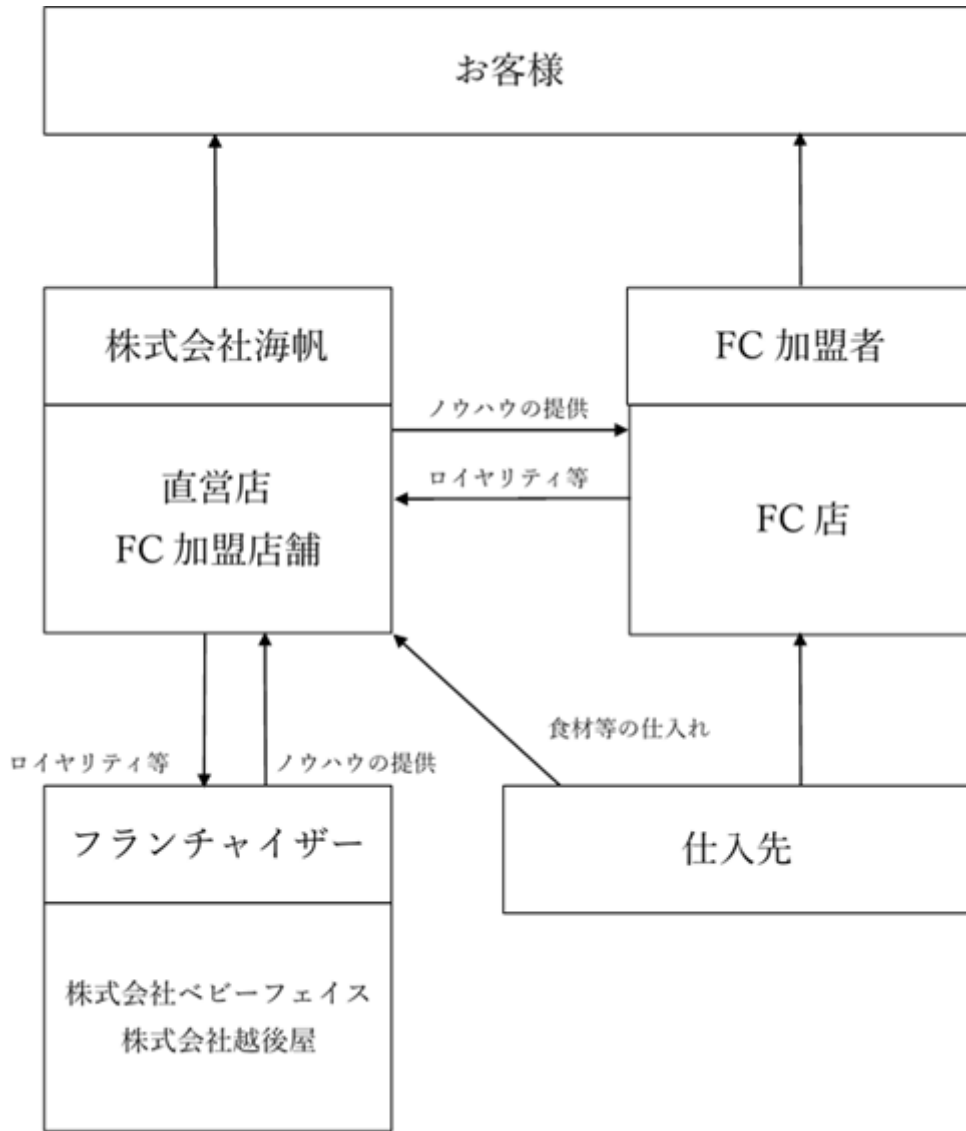 お客様
株式会社海帆
FC 加盟者
ノウハウの提供
ロイヤリティ等
直営店
FC 加盟店舗
FC 店
食材等の仕入れ
ロイヤリティ等
ノウハウの提供
フランチャイザー
仕入先
株式会社ベビーフェイス
株式会社越後屋